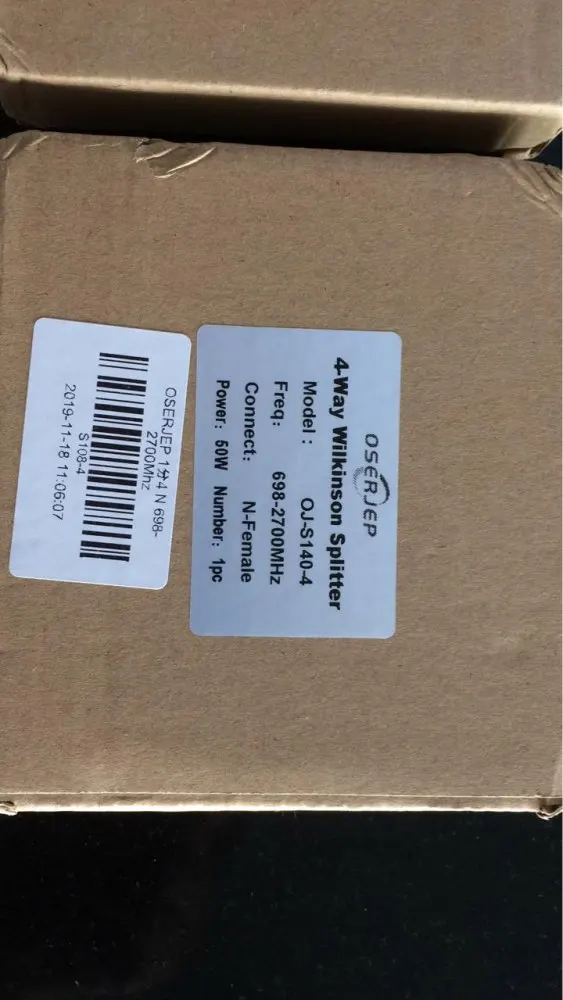 OSERJEP
4-Way Wilkinson Splitter
Model: OJ-S140-4
Freq: 698-2700MHz
Connect: N-Female
Power: 50W Number: 1pc
OSERJEP 1分4 N 698-
2700Mhz
S108-4
2019-11-18 11:06:07